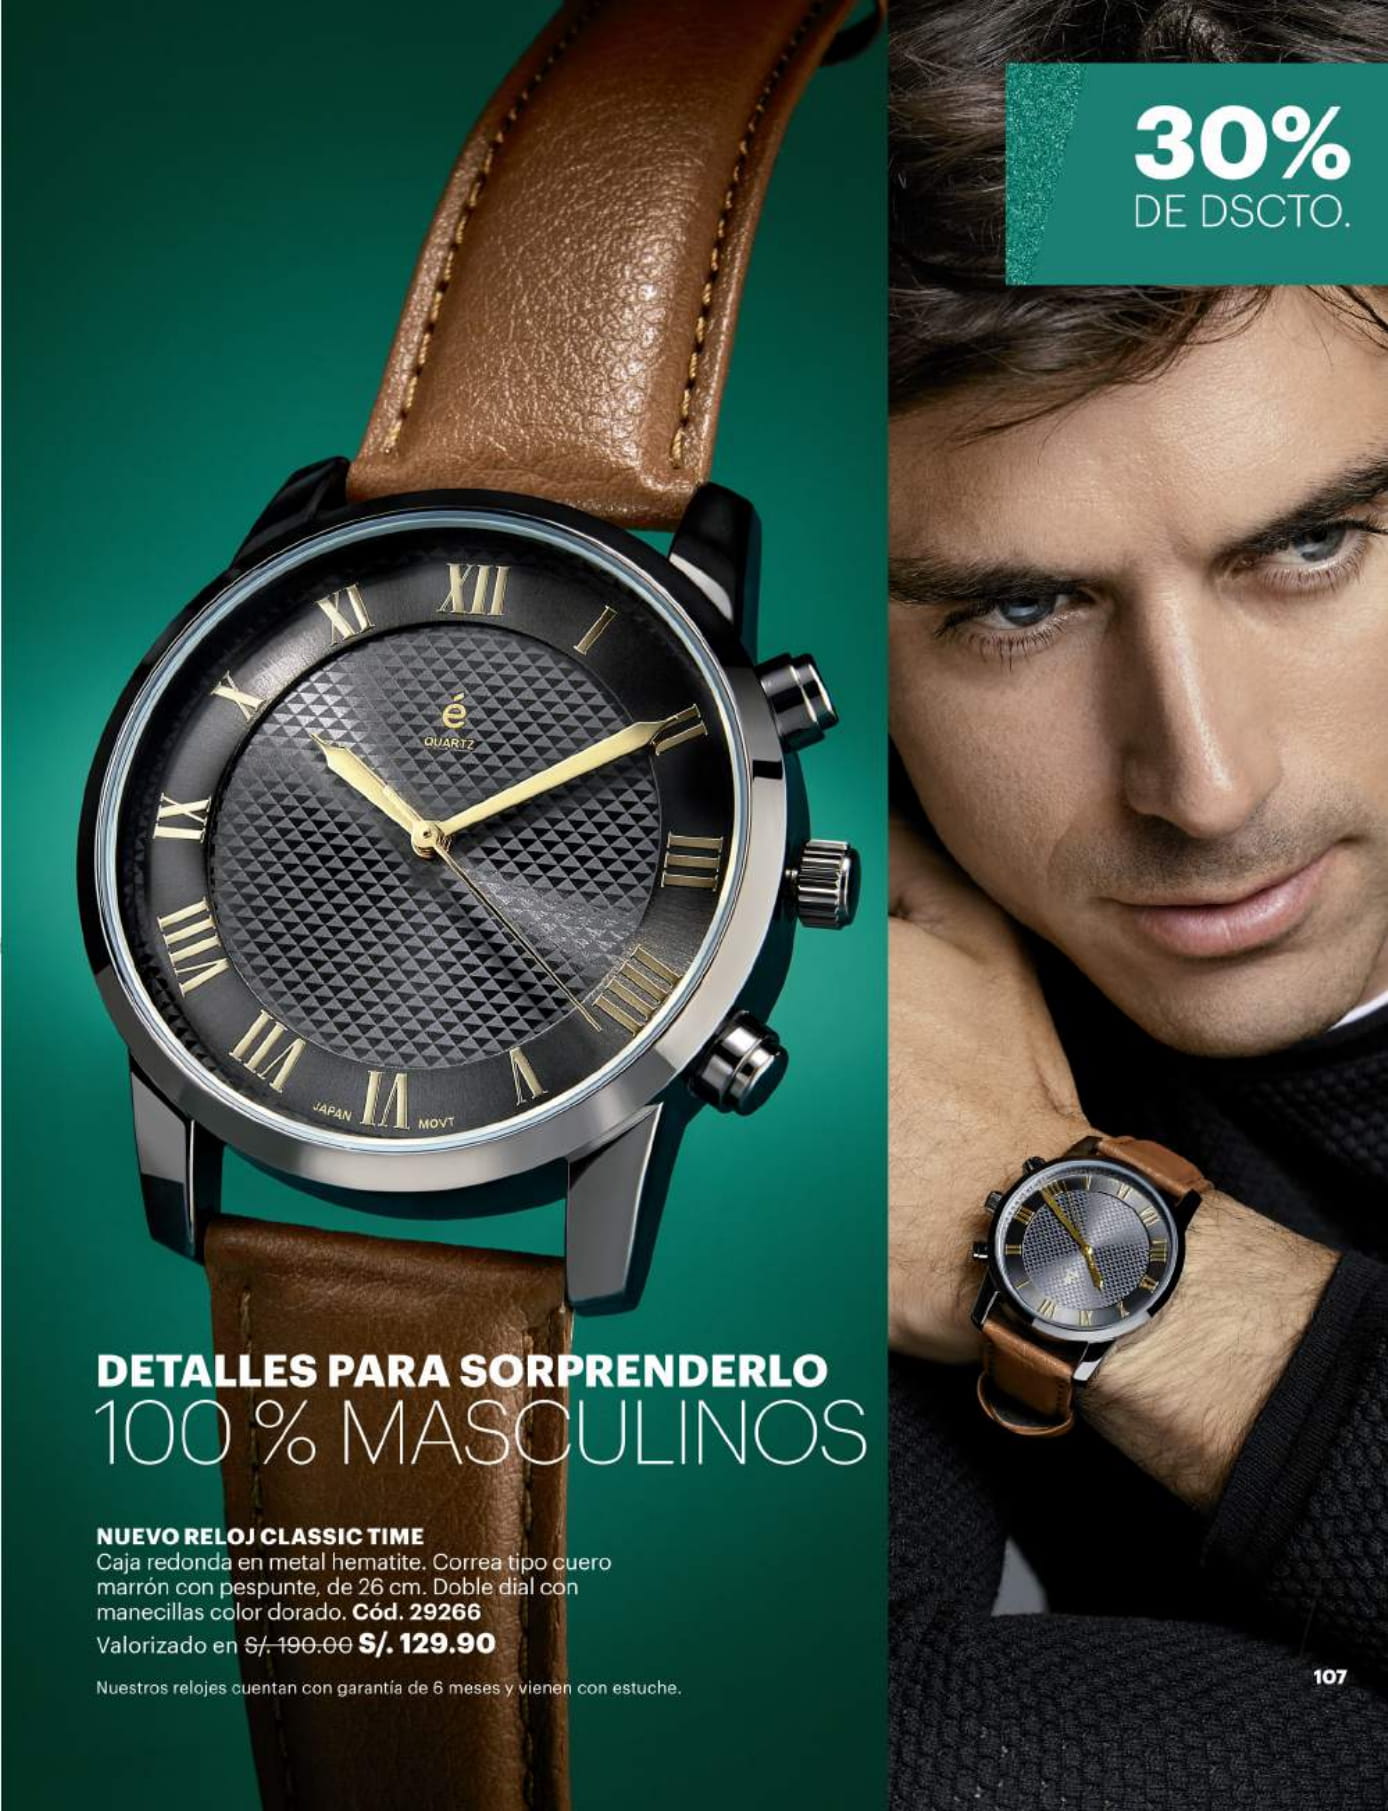 30%
DE DSCTO.
XII
I
II
III
IIII
V
VI
VII
VIII
IX
X
XI
é
QUARTZ
JAPAN
MOVT
DETALLES PARA SORPRENDERLO
100 % MASCULINOS
NUEVO RELOJ CLASSIC TIME
Caja redonda en metal hematite. Correa tipo cuero
marrón con pespunte, de 26 cm. Doble dial con
manecillas color dorado. Cód. 29266
Valorizado en S/. 190.00 S/. 129.90
Nuestros relojes cuentan con garantía de 6 meses y vienen con estuche.
107